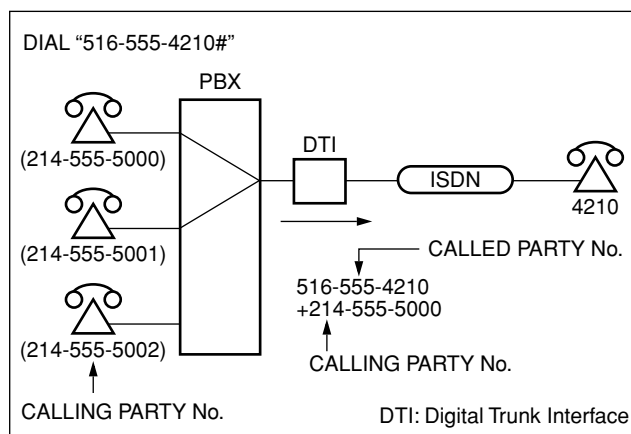 DIAL “516-555-4210#”
PBX
DTI
(214-555-5000)
ISDN
4210
(214-555-5001)
CALLED PARTY No.
516-555-4210
+214-555-5000
(214-555-5002)
CALLING PARTY No.
CALLING PARTY No.
DTI: Digital Trunk Interface